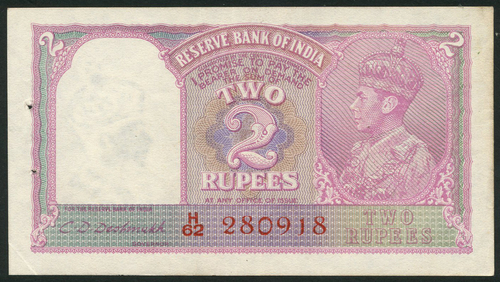 2
RESERVE BANK OF INDIA
2
I PROMISE TO PAY THE
BEARER ON DEMAND
THE SUM OF
TWO
2
RUPEES
AT ANY OFFICE OF ISSUE
FOR THE RESERVE BANK OF INDIA
C. D. Deshmukh
GOVERNOR
H/62 280918
TWO
RUPEES